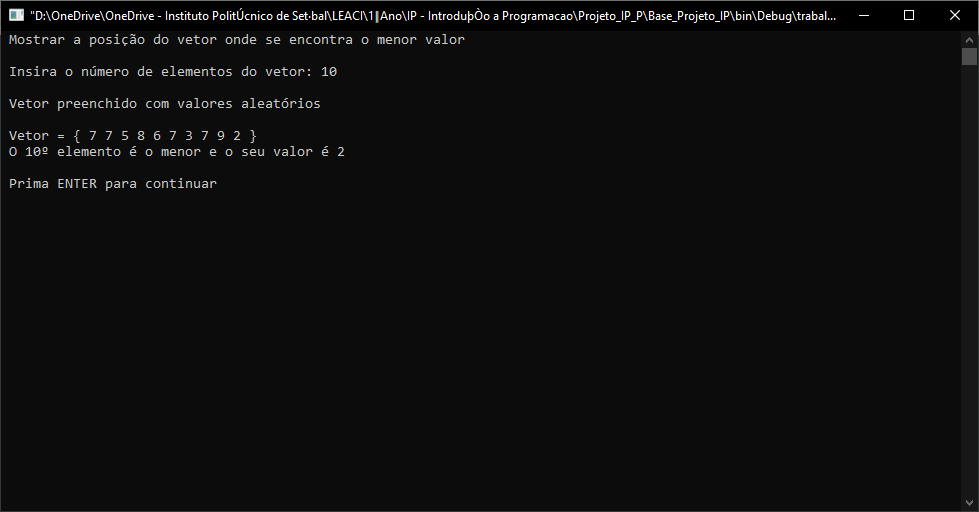 "D:\OneDrive\OneDrive - Instituto PolitÚcnico de Set·bal\LEACI\1║Ano\IP - IntroduþÒo a Programacao\Projeto_IP_P\Base_Projeto_IP\bin\Debug\trabal...
Mostrar a posição do vetor onde se encontra o menor valor
Insira o número de elementos do vetor: 10
Vetor preenchido com valores aleatórios
Vetor = { 7 7 5 8 6 7 3 7 9 2 }
O 10º elemento é o menor e o seu valor é 2
Prima ENTER para continuar